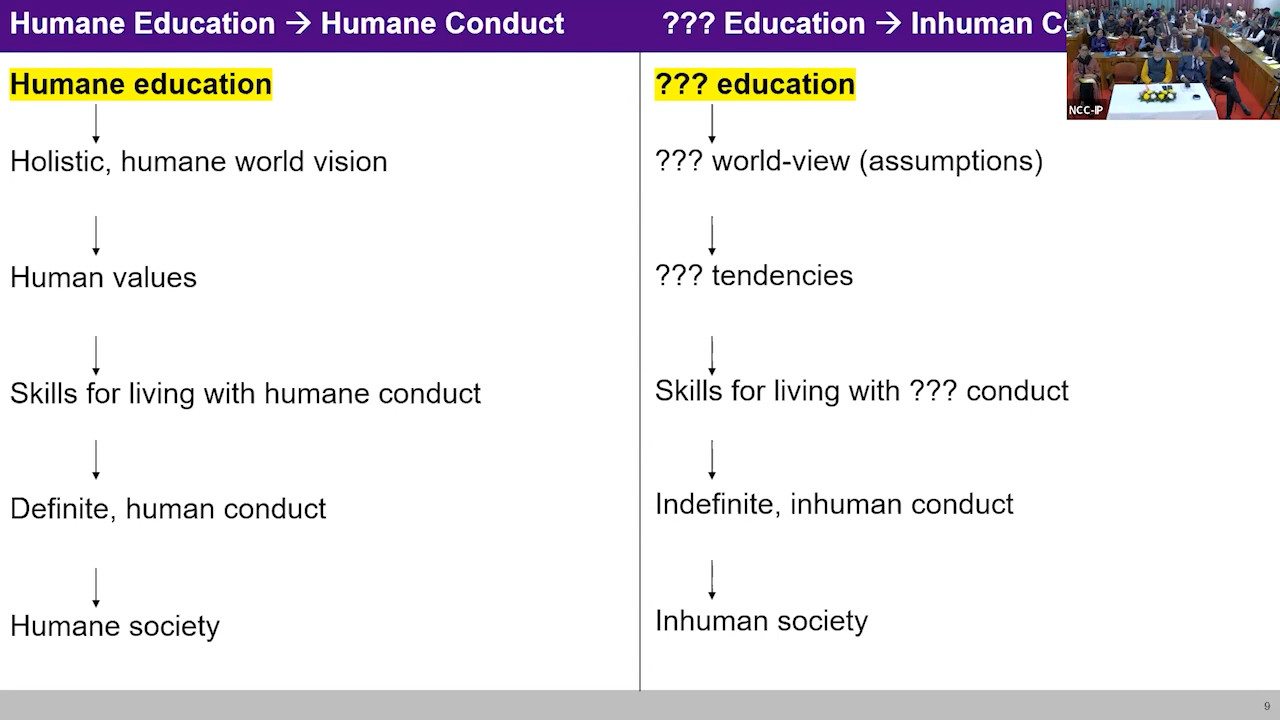 Humane Education → Humane Conduct
Humane education
Holistic, humane world vision
Human values
Skills for living with humane conduct
Definite, human conduct
Humane society
??? Education → Inhuman
??? education
??? world-view (assumptions)
??? tendencies
Skills for living with ??? conduct
Indefinite, inhuman conduct
Inhuman society
NCC-IP
9